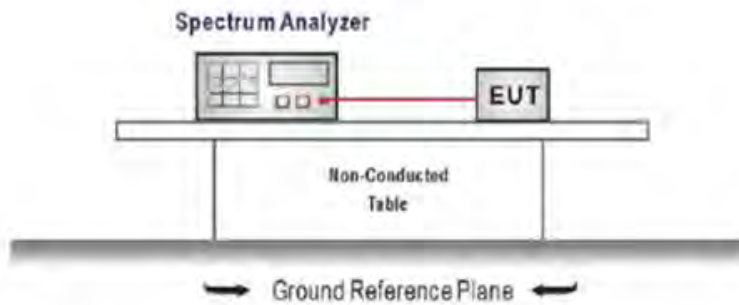 Spectrum Analyzer
EUT
Non-Conducted
Table
Ground Reference Plane